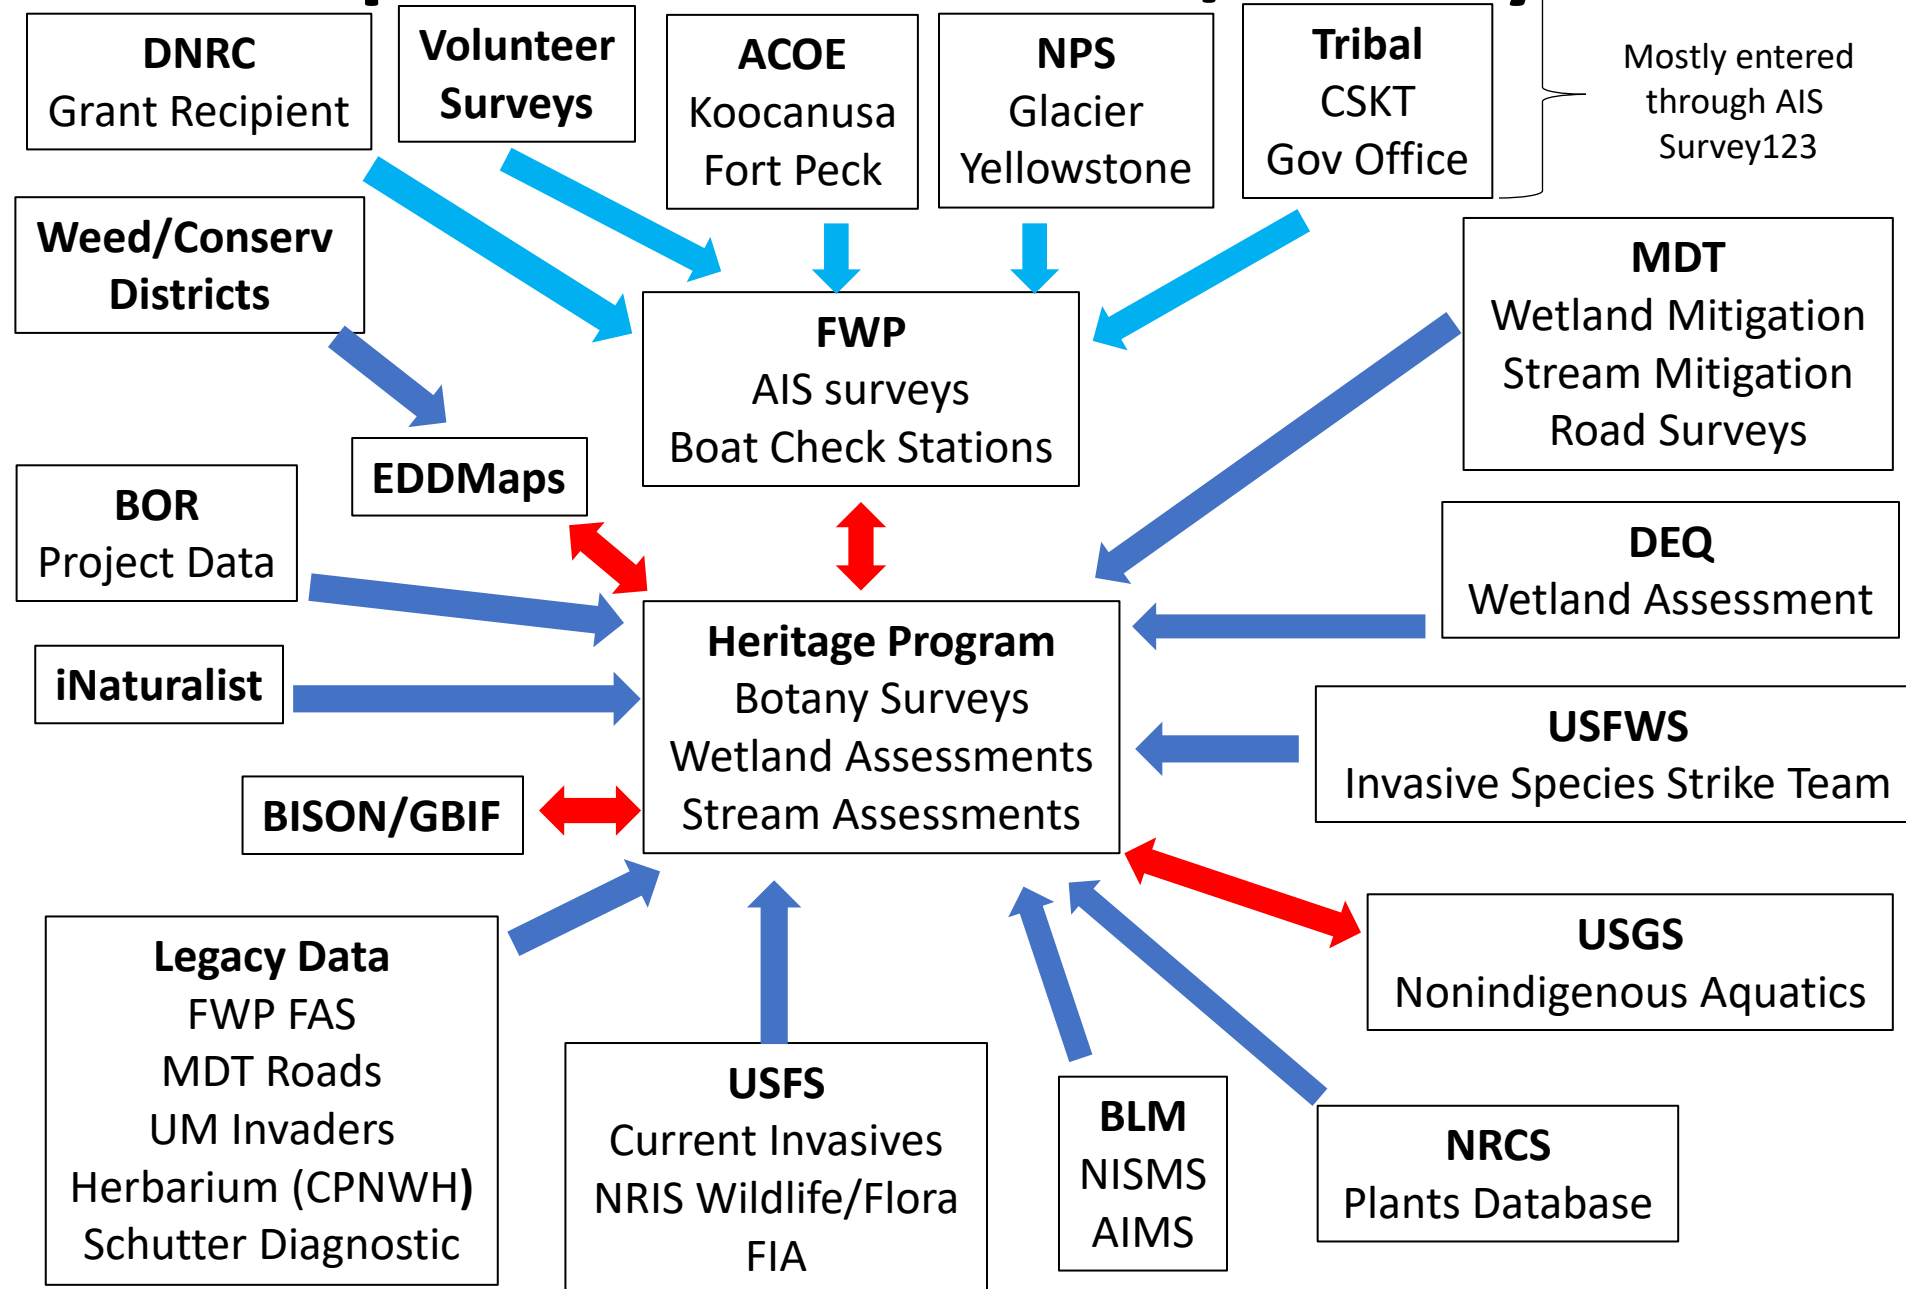 DNRC
Grant Recipient
Volunteer
Surveys
ACOE
Koocanusa
Fort Peck
NPS
Glacier
Yellowstone
Tribal
CSKT
Gov Office
Mostly entered
through AIS
Survey123
Weed/Conserv
Districts
FWP
AIS surveys
Boat Check Stations
MDT
Wetland Mitigation
Stream Mitigation
Road Surveys
EDDMaps
BOR
Project Data
DEQ
Wetland Assessment
Heritage Program
Botany Surveys
Wetland Assessments
Stream Assessments
iNaturalist
USFWS
Invasive Species Strike Team
BISON/GBIF
USGS
Nonindigenous Aquatics
Legacy Data
FWP FAS
MDT Roads
UM Invaders
Herbarium (CPNWH)
Schutter Diagnostic
USFS
Current Invasives
NRIS Wildlife/Flora
FIA
BLM
NISMS
AIMS
NRCS
Plants Database